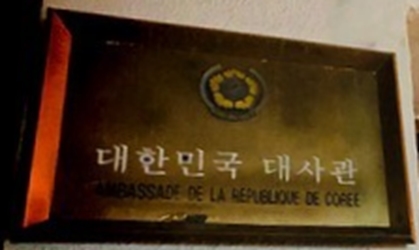 대한민국 대사관
AMBASSADE DE LA REPUBLIQUE DE COREE